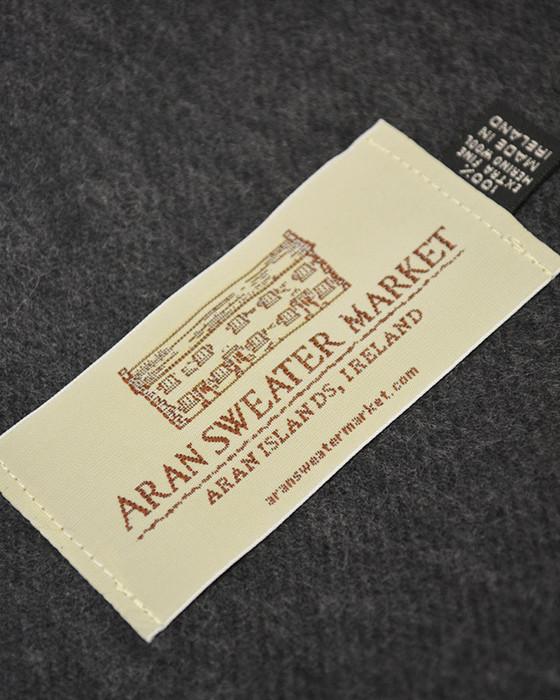 ARAN SWEATER MARKET
ARAN ISLANDS, IRELAND
aransweatermarket.com
100% FINE
EXTRA
MERINO WOOL
MADE IN
IRELAND